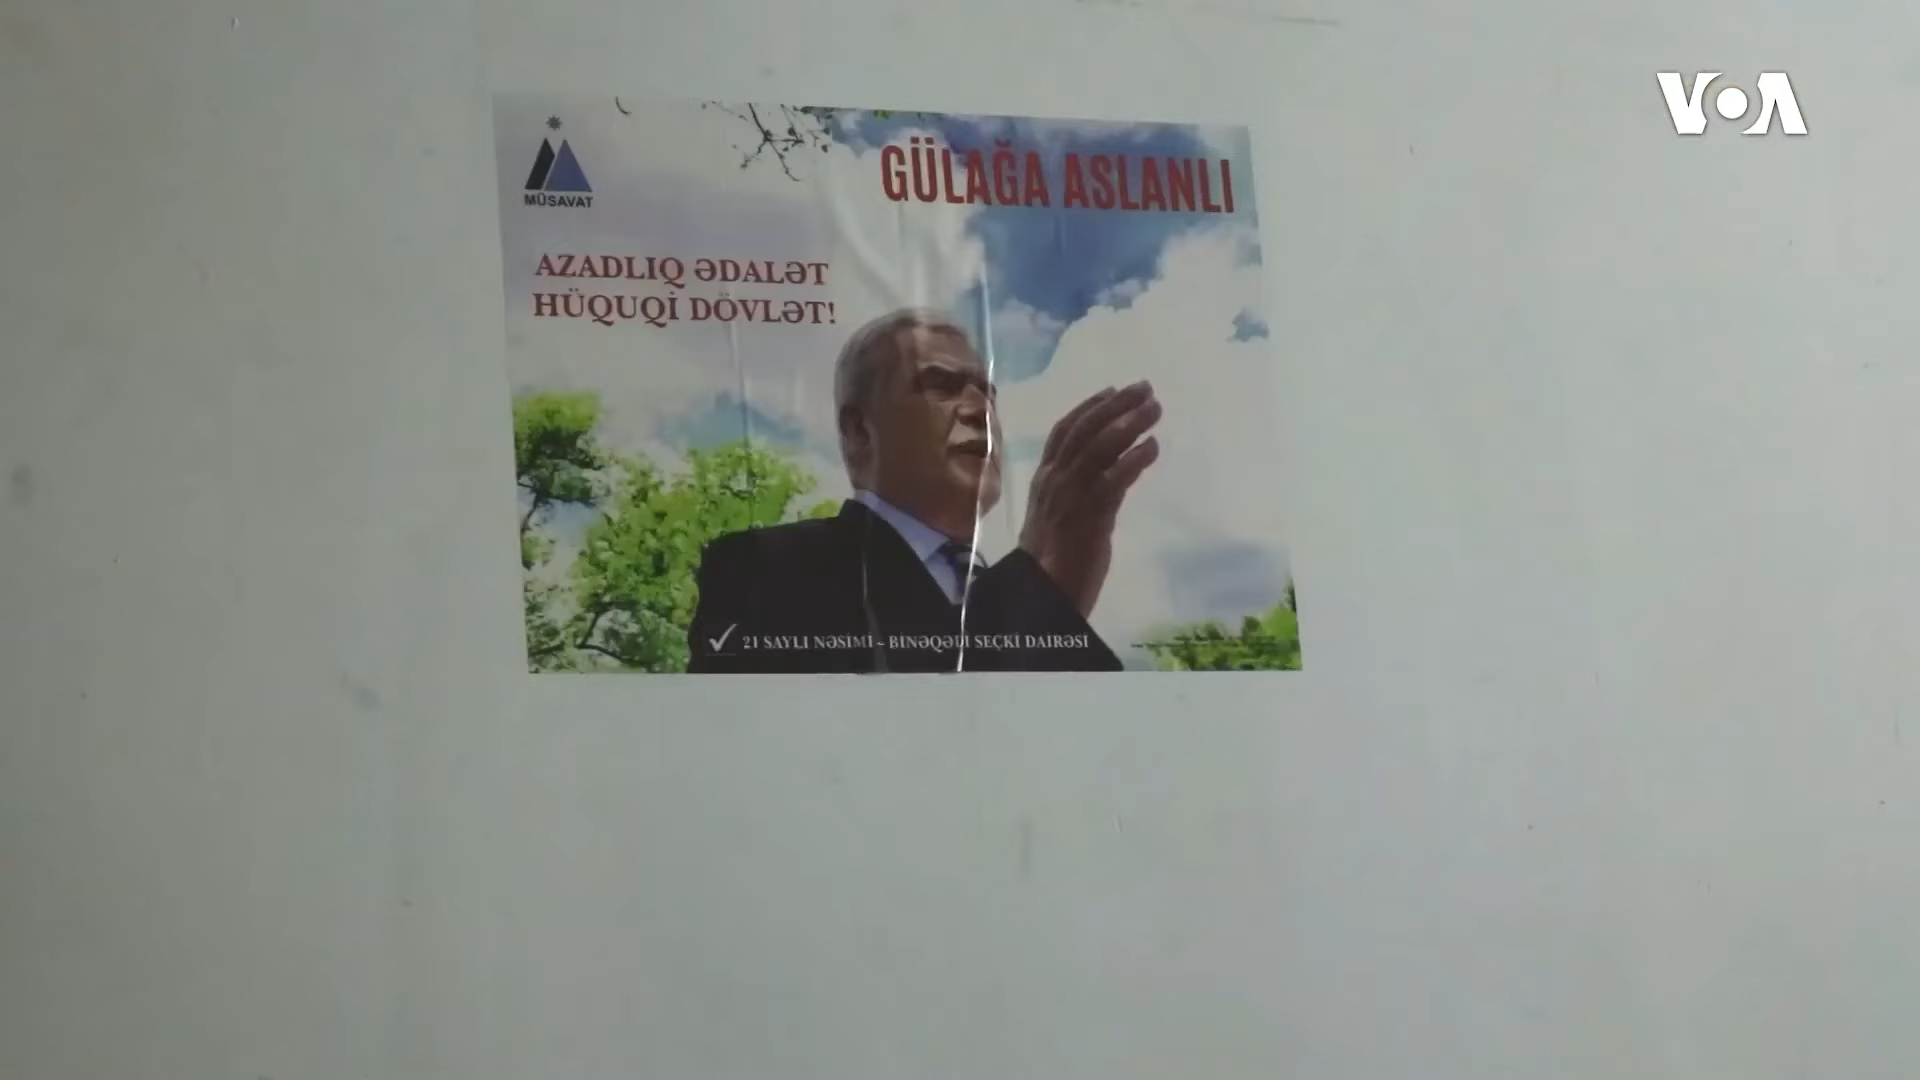 VOA
MÜSAVAT
GÜLAĞA ASLANLI
AZADLIQ ƏDALƏT
HÜQUQİ DÖVLƏT!
21 SAYLI NƏSİMİ - BİNƏQƏDİ SEÇKİ DAİRƏSİ